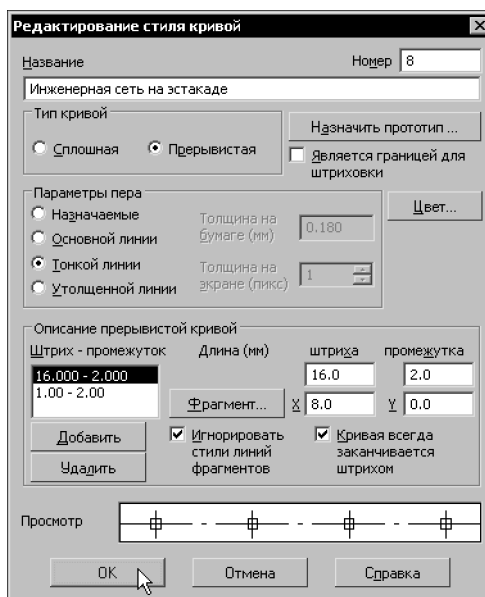 Редактирование стиля кривой
Название
Номер 8
Инженерная сеть на эстакаде
Тип кривой
Сплошная Прерывистая
Назначить прототип ...
Является границей для
штриховки
Параметры пера
Назначаемые
Основной линии
Тонкой линии
Утолщенной линии
Толщина на
бумаге (мм)
0.180
Толщина на
экране (пикс)
1
Цвет...
Описание прерывистой кривой
Штрих - промежуток Длина (мм) штриха промежутка
16.000 - 2.000
1.00 - 2.00
16.0 2.0
Фрагмент... X 8.0 Y 0.0
Добавить
Удалить
Игнорировать
стили линий
фрагментов
Кривая всегда
заканчивается
штрихом
Просмотр
OK Отмена Справка